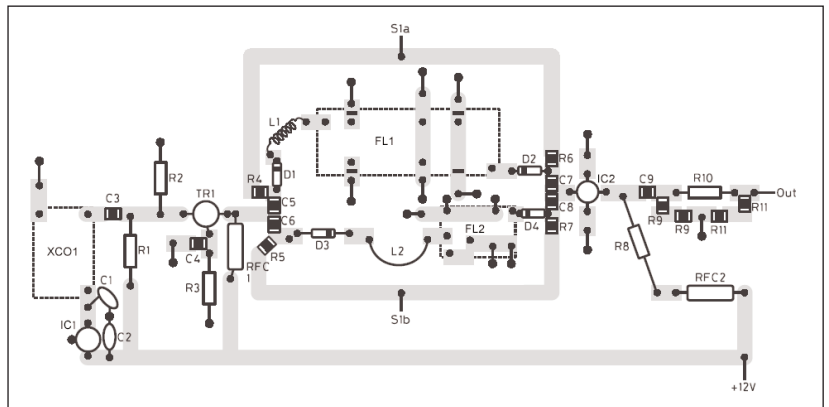 S1a
L1
FL1
R2
R4
D1
D2
R6
C7
IC2
C9
R10
Out
C3
TR1
C5
C6
C8
R9
R9
R11
R11
XCO1
R1
C4
R5
D3
L2
FL2
D4
R7
R8
C1
R3
RFC
1
RFC2
IC1
C2
S1b
+12V